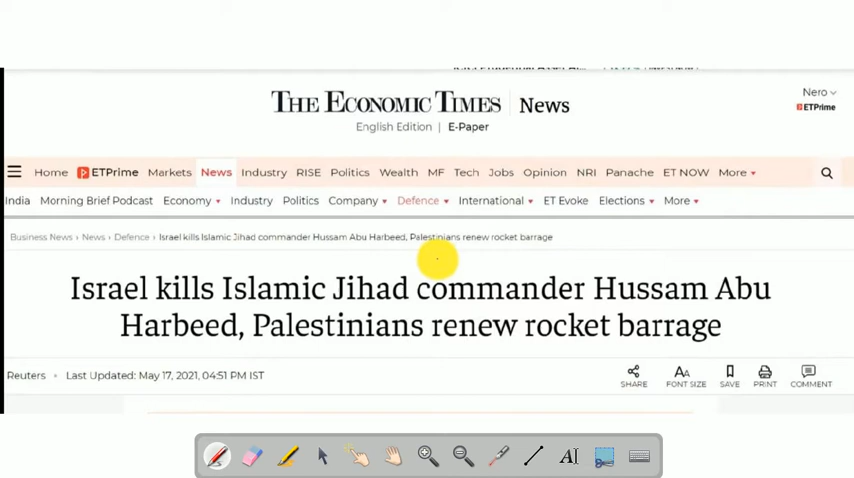 THE ECONOMIC TIMES News
Nero
ETPrime
English Edition | E-Paper
Home ETPrime Markets News Industry RISE Politics Wealth MF Tech Jobs Opinion NRI Panache ET NOW More
India Morning Brief Podcast Economy Industry Politics Company Defence International ET Evoke Elections More
Business News › News › Defence › Israel kills Islamic Jihad commander Hussam Abu Harbeed, Palestinians renew rocket barrage
Israel kills Islamic Jihad commander Hussam Abu
Harbeed, Palestinians renew rocket barrage
Reuters • Last Updated: May 17, 2021, 04:51 PM IST
SHARE FONT SIZE SAVE PRINT COMMENT